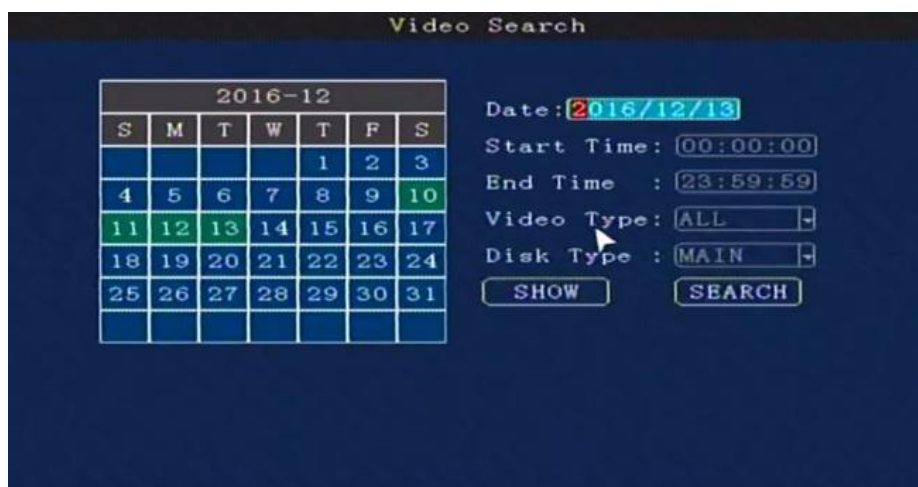 Video Search
2016-12
S M T W T F S
1 2 3
4 5 6 7 8 9 10
11 12 13 14 15 16 17
18 19 20 21 22 23 24
25 26 27 28 29 30 31
Date:2016/12/13
Start Time: 00:00:00
End Time : 23:59:59
Video Type: ALL
Disk Type : MAIN
SHOW SEARCH